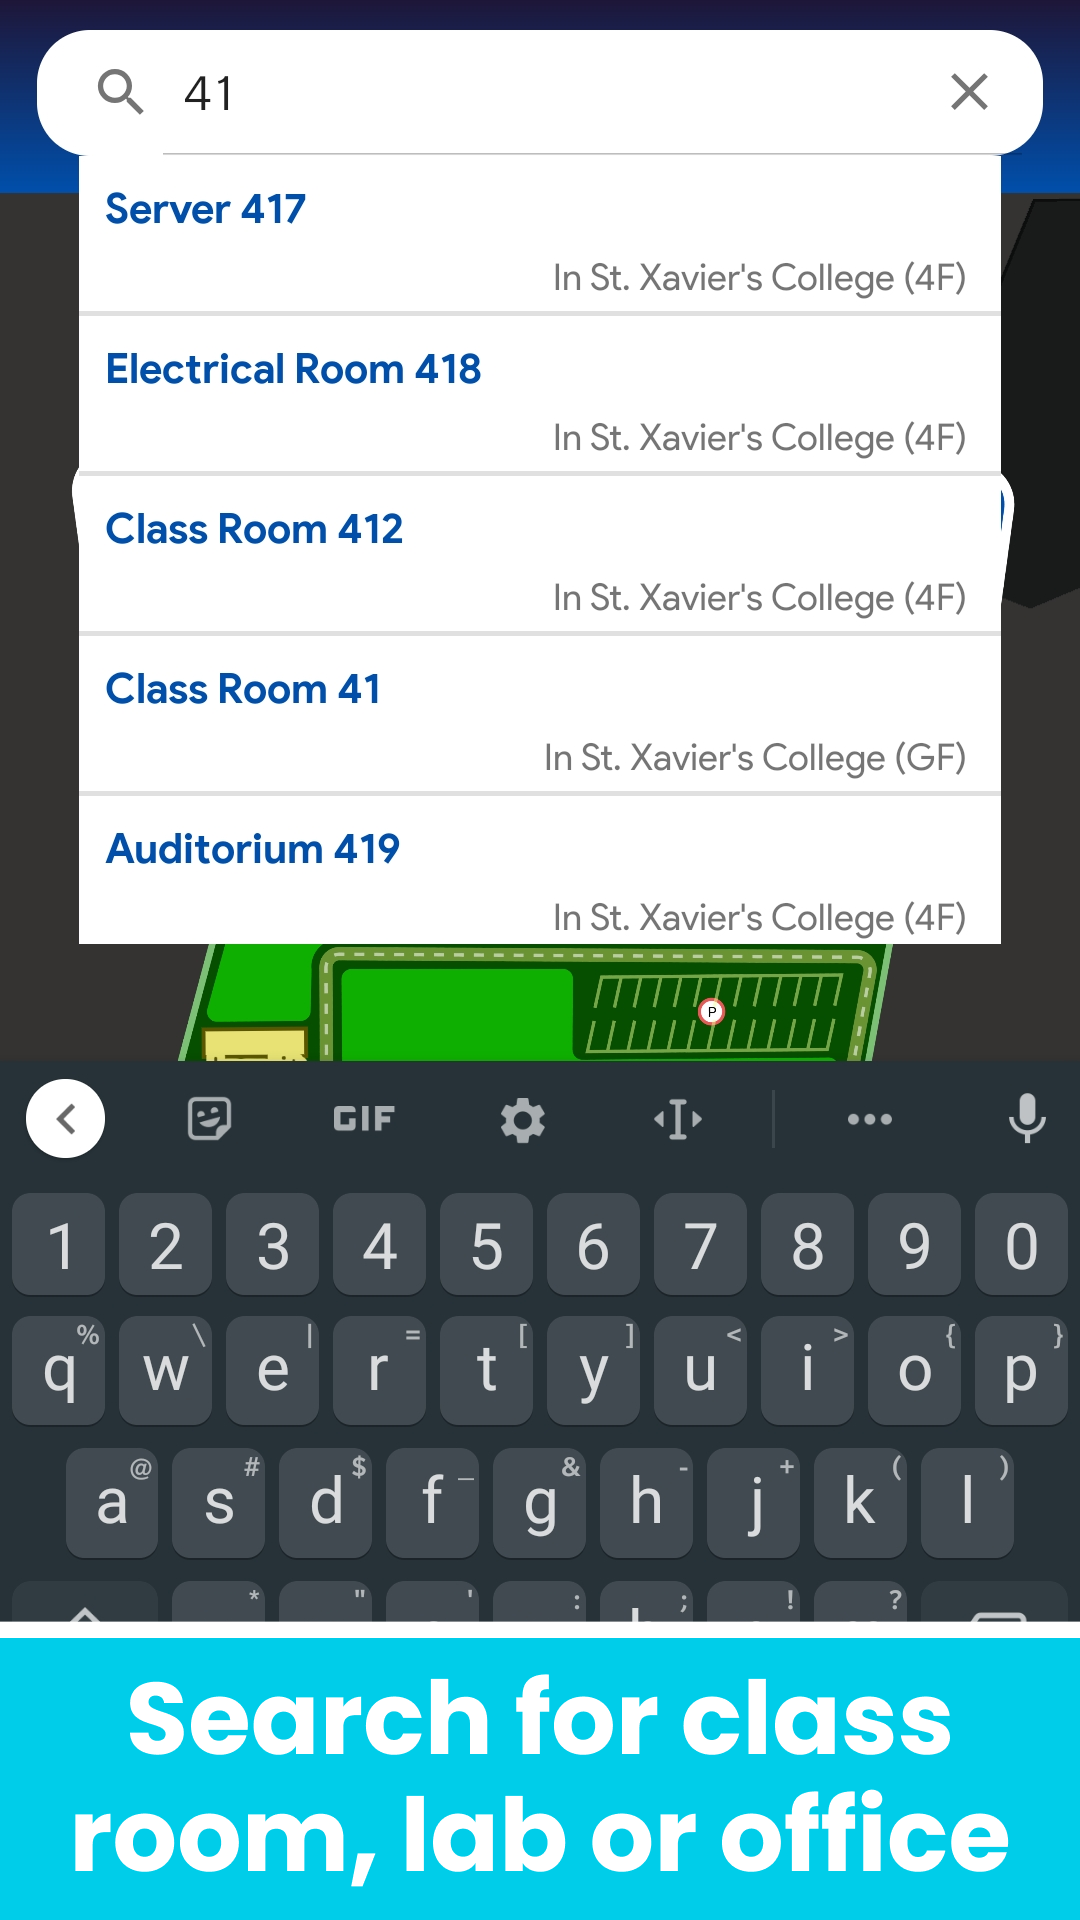 41
Server 417
In St. Xavier's College (4F)
Electrical Room 418
In St. Xavier's College (4F)
Class Room 412
In St. Xavier's College (4F)
Class Room 41
In St. Xavier's College (GF)
Auditorium 419
In St. Xavier's College (4F)
P
GIF
1 2 3 4 5 6 7 8 9 0
% \ | = [ ] < > { }
q w e r t y u i o p
@ # $ _ & - + ( )
a s d f g h j k l
* " ' : ; ! ?
Search for class
room, lab or office